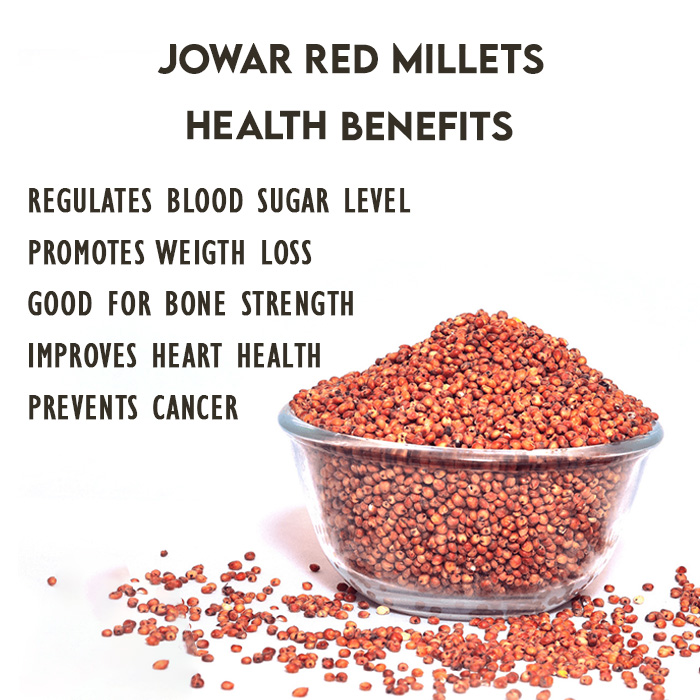 JOWAR RED MILLETS
HEALTH BENEFITS
REGULATES BLOOD SUGAR LEVEL
PROMOTES WEIGTH LOSS
GOOD FOR BONE STRENGTH
IMPROVES HEART HEALTH
PREVENTS CANCER